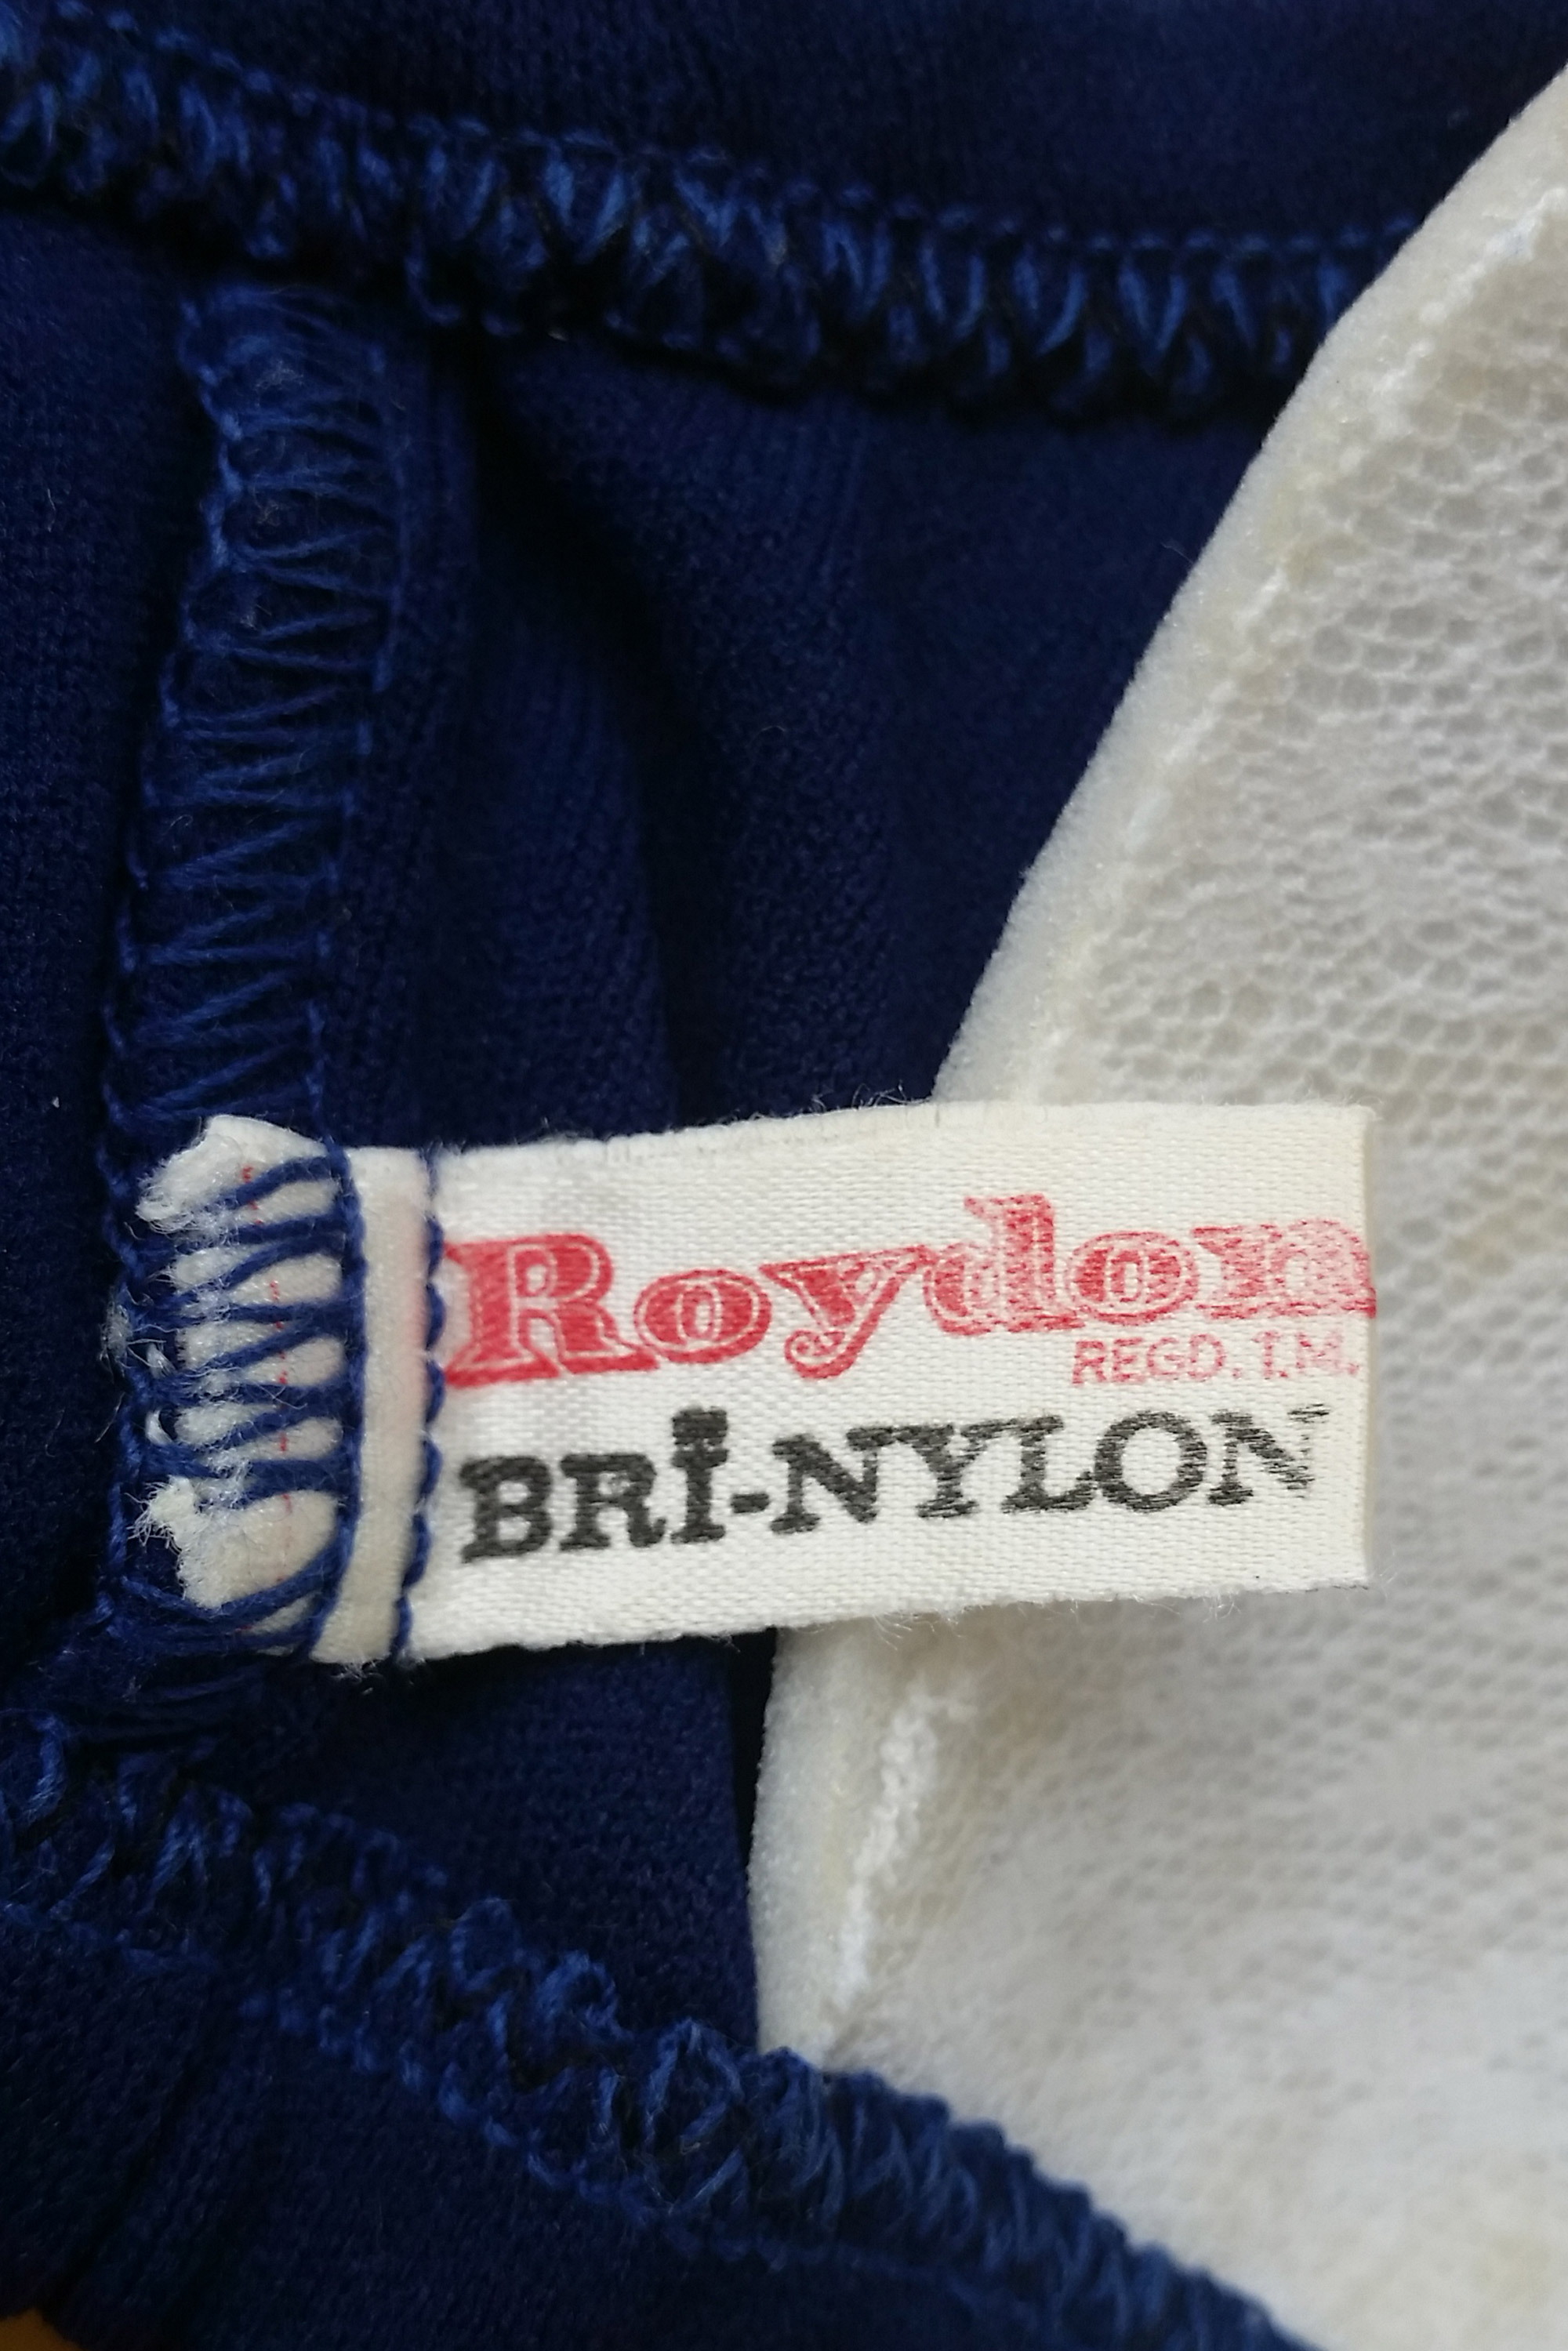 Roydon
REGD. T.M.
BRI-NYLON